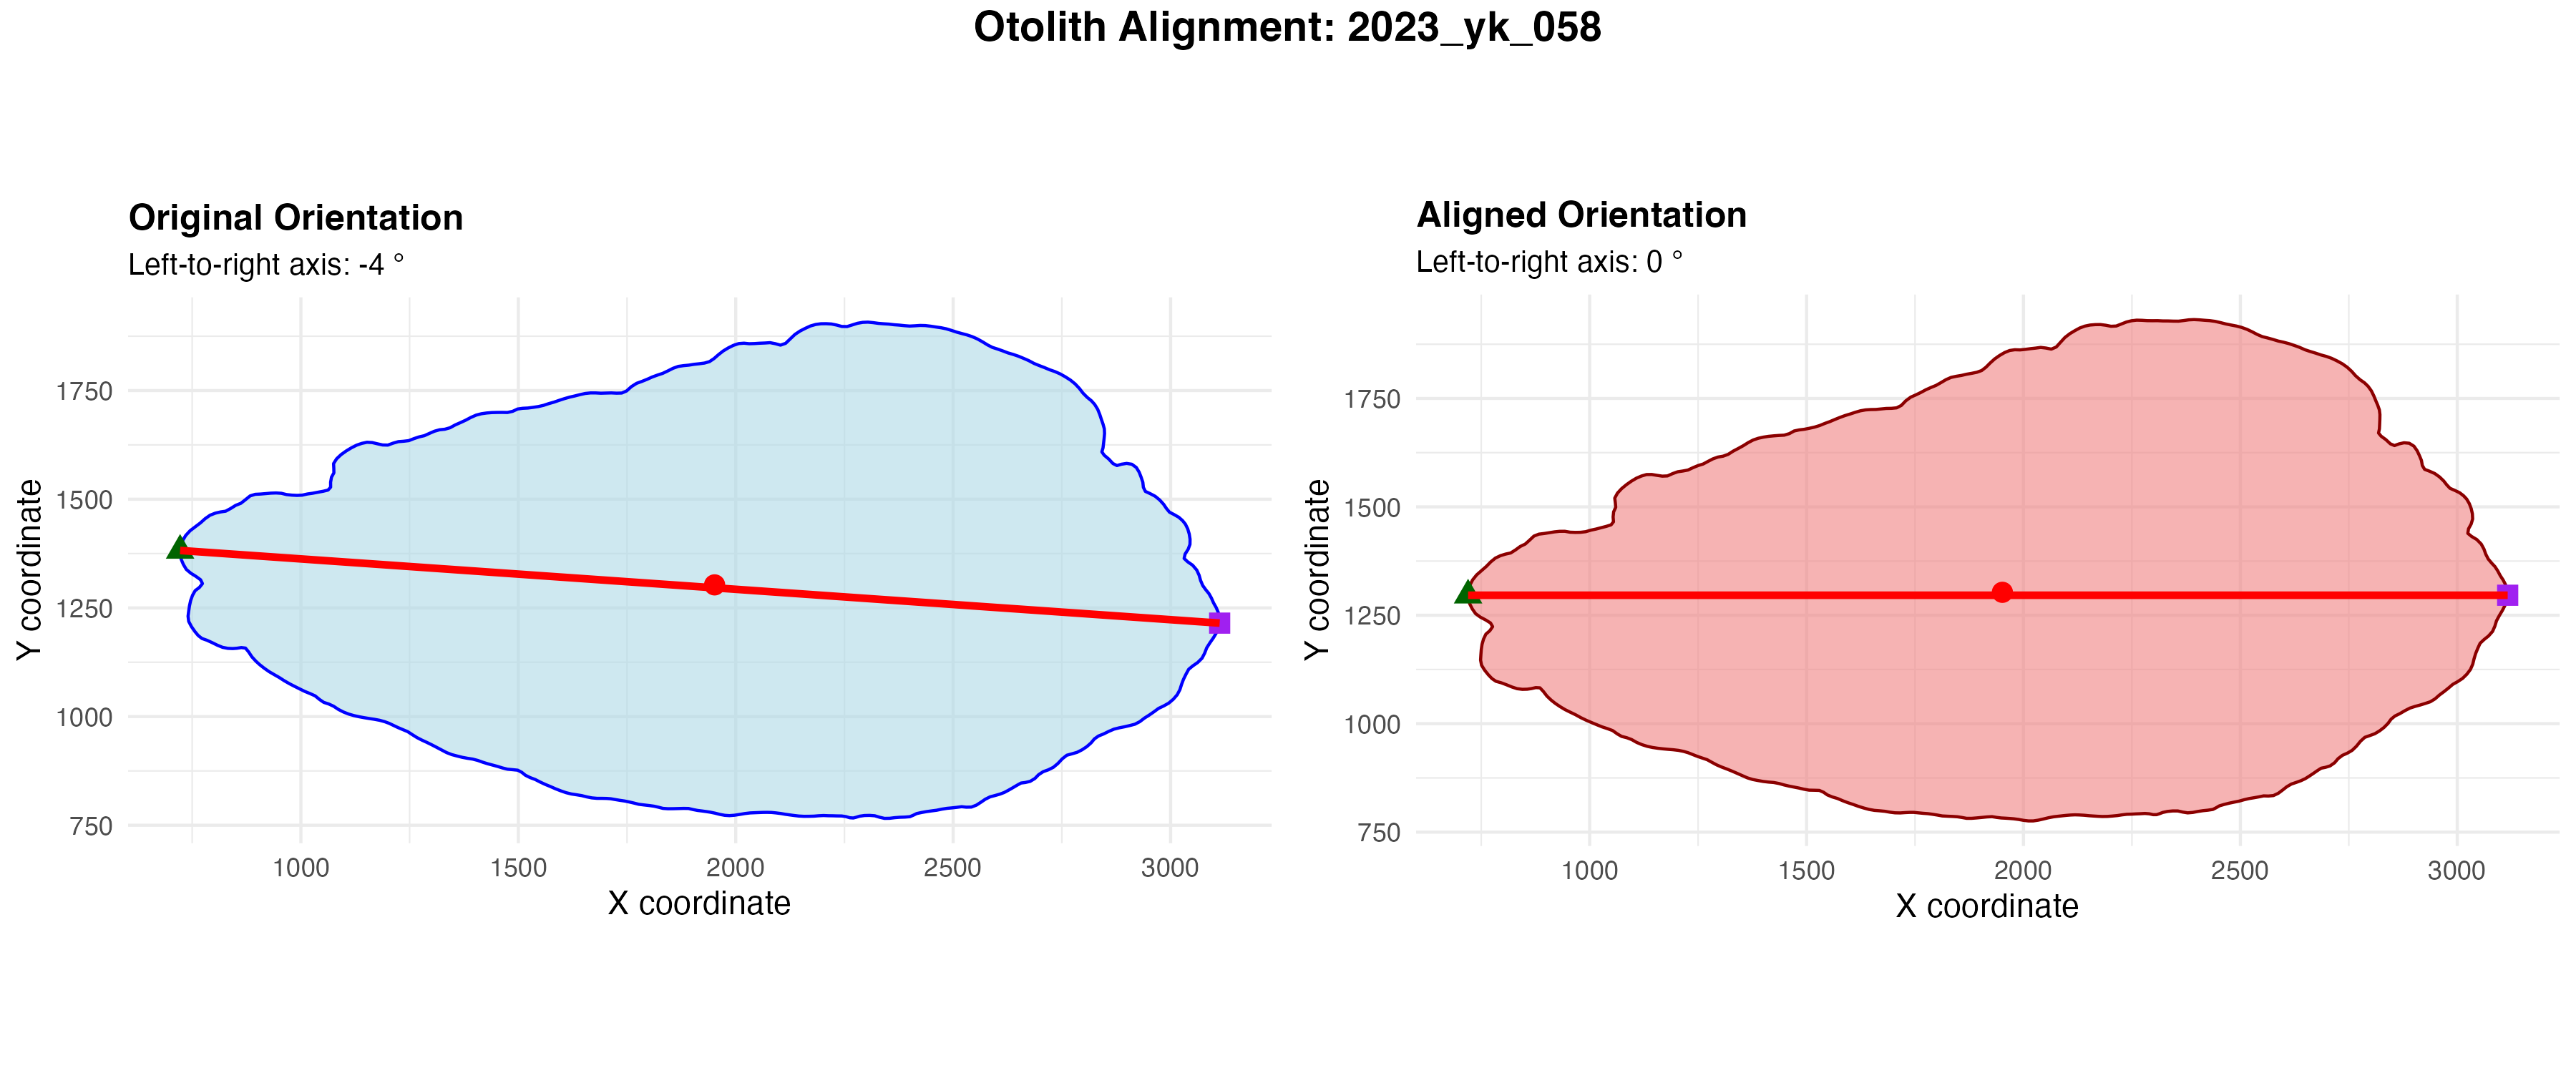 Otolith Alignment: 2023_yk_058
Original Orientation
Left-to-right axis: -4 °
1750
1500
1250
1000
750
Y coordinate
1000 1500 2000 2500 3000
X coordinate
Aligned Orientation
Left-to-right axis: 0 °
1750
1500
1250
1000
750
Y coordinate
1000 1500 2000 2500 3000
X coordinate